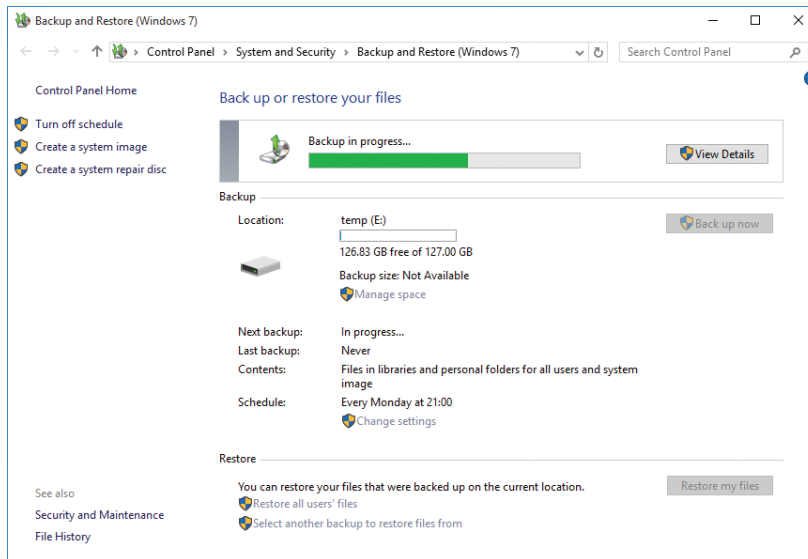 Backup and Restore (Windows 7)
Control Panel > System and Security > Backup and Restore (Windows 7)
Search Control Panel
Control Panel Home
Turn off schedule
Create a system image
Create a system repair disc
Back up or restore your files
Backup in progress...
View Details
Backup
Location:
temp (E:)
Back up now
126.83 GB free of 127.00 GB
Backup size: Not Available
Manage space
Next backup:
In progress...
Last backup:
Never
Contents:
Files in libraries and personal folders for all users and system
image
Schedule:
Every Monday at 21:00
Change settings
Restore
You can restore your files that were backed up on the current location.
Restore my files
Restore all users' files
Select another backup to restore files from
See also
Security and Maintenance
File History